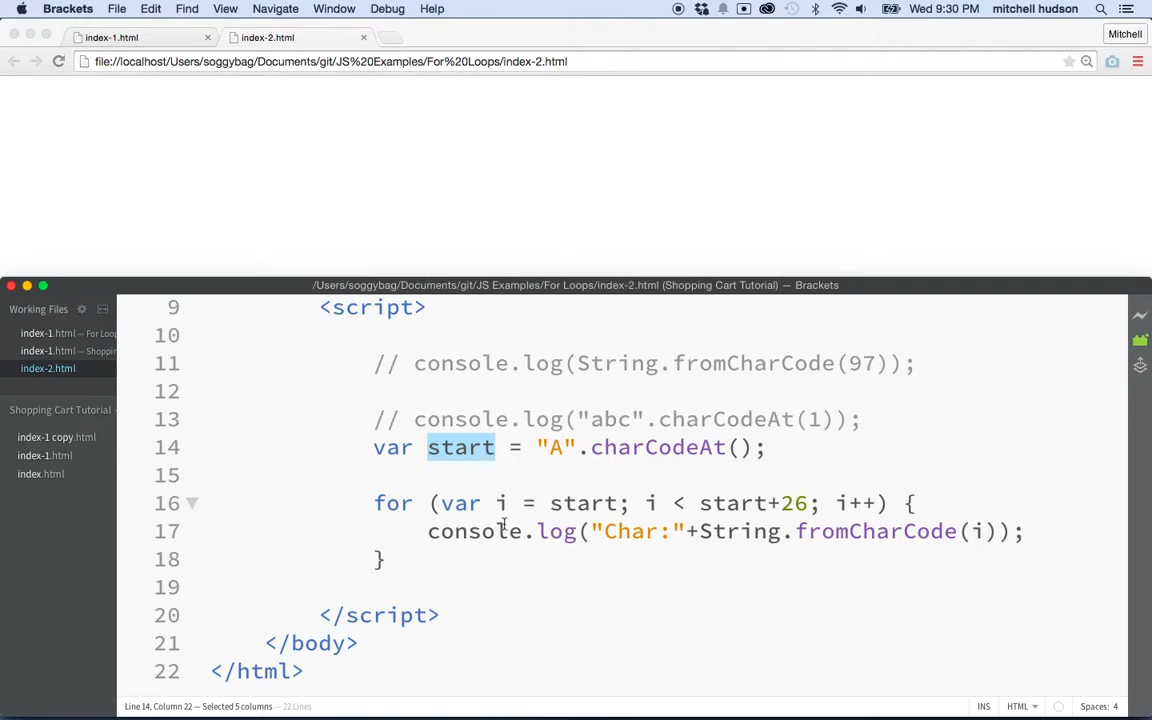 Brackets File Edit Find View Navigate Window Debug Help Wed 9:30 PM mitchell hudson
index-1.html index-2.html Mitchell
file://localhost/Users/soggybag/Documents/git/JS%20Examples/For%20Loops/index-2.html
/Users/soggybag/Documents/git/JS Examples/For Loops/index-2.html (Shopping Cart Tutorial) — Brackets
Working Files
index-1.html – For Loop
index-1.html – Shoppin
index-2.html
Shopping Cart Tutorial
index-1 copy.html
index-1.html
index.html
9 <script>
10
11 // console.log(String.fromCharCode(97));
12
13 // console.log("abc".charCodeAt(1));
14 var start = "A".charCodeAt();
15
16 for (var i = start; i < start+26; i++) {
17 console.log("Char:"+String.fromCharCode(i));
18 }
19
20 </script>
21 </body>
22 </html>
Line 14, Column 22 — Selected 5 columns — 22 Lines INS HTML Spaces: 4